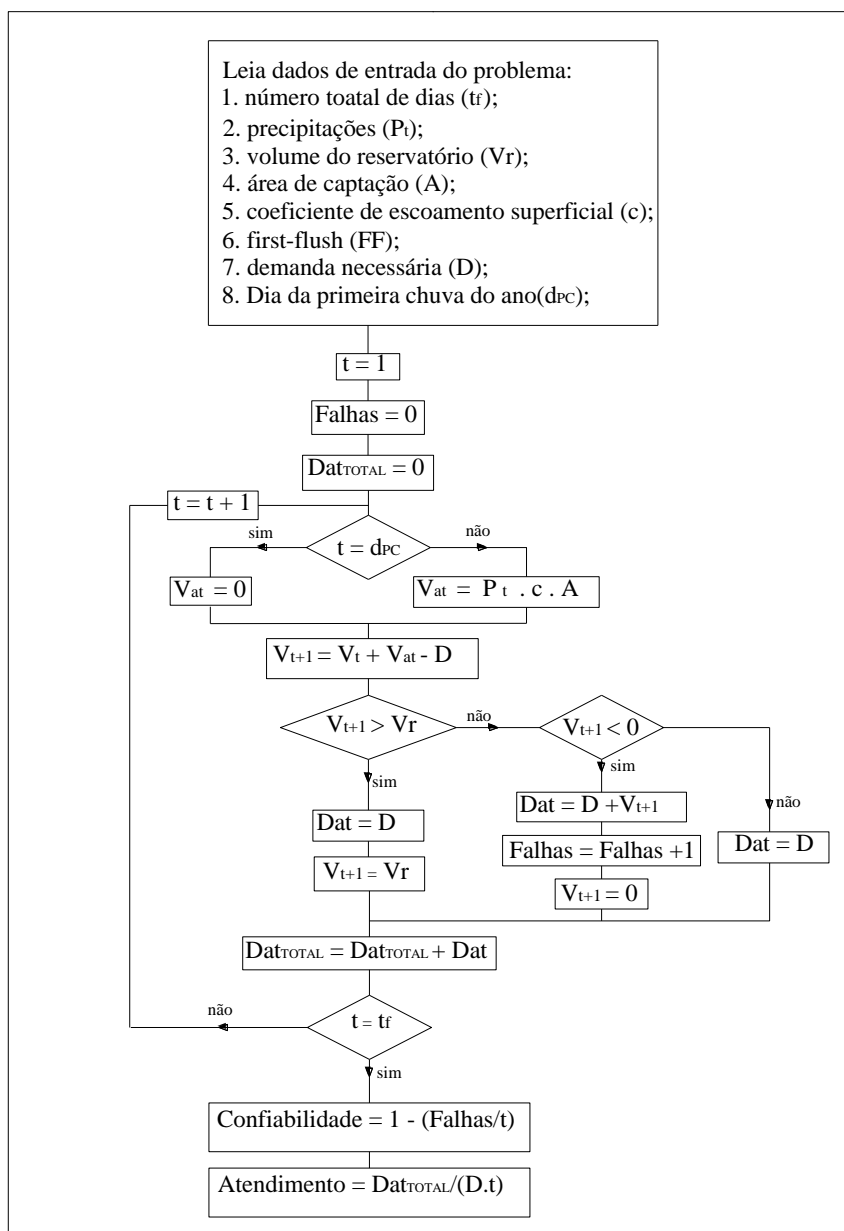 Leia dados de entrada do problema:
1. número toatal de dias (tf);
2. precipitações (Pt);
3. volume do reservatório (Vr);
4. área de captação (A);
5. coeficiente de escoamento superficial (c);
6. first-flush (FF);
7. demanda necessária (D);
8. Dia da primeira chuva do ano(dPC);
t = 1
Falhas = 0
DatTOTAL = 0
t = t + 1
sim
t = dPC
não
Vat = 0
Vat = Pt . c . A
Vt+1 = Vt + Vat - D
Vt+1 > Vr
não
Vt+1 < 0
sim
sim
não
Dat = D
Dat = D +Vt+1
Dat = D
Falhas = Falhas +1
Vt+1 = Vr
Vt+1 = 0
DatTOTAL = DatTOTAL + Dat
não
t = tf
sim
Confiabilidade = 1 - (Falhas/t)
Atendimento = DatTOTAL/(D.t)